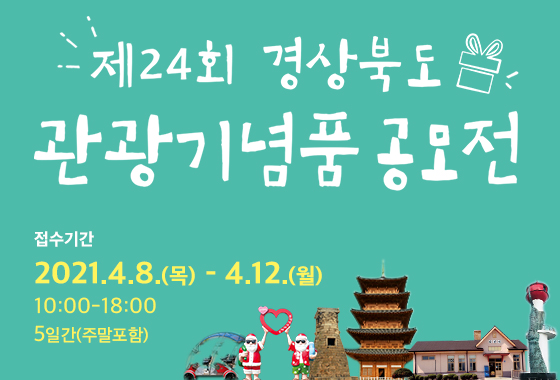 제24회 경상북도
관광기념품 공모전
접수기간
2021.4.8.(목) - 4.12.(월)
10:00-18:00
5일간(주말포함)